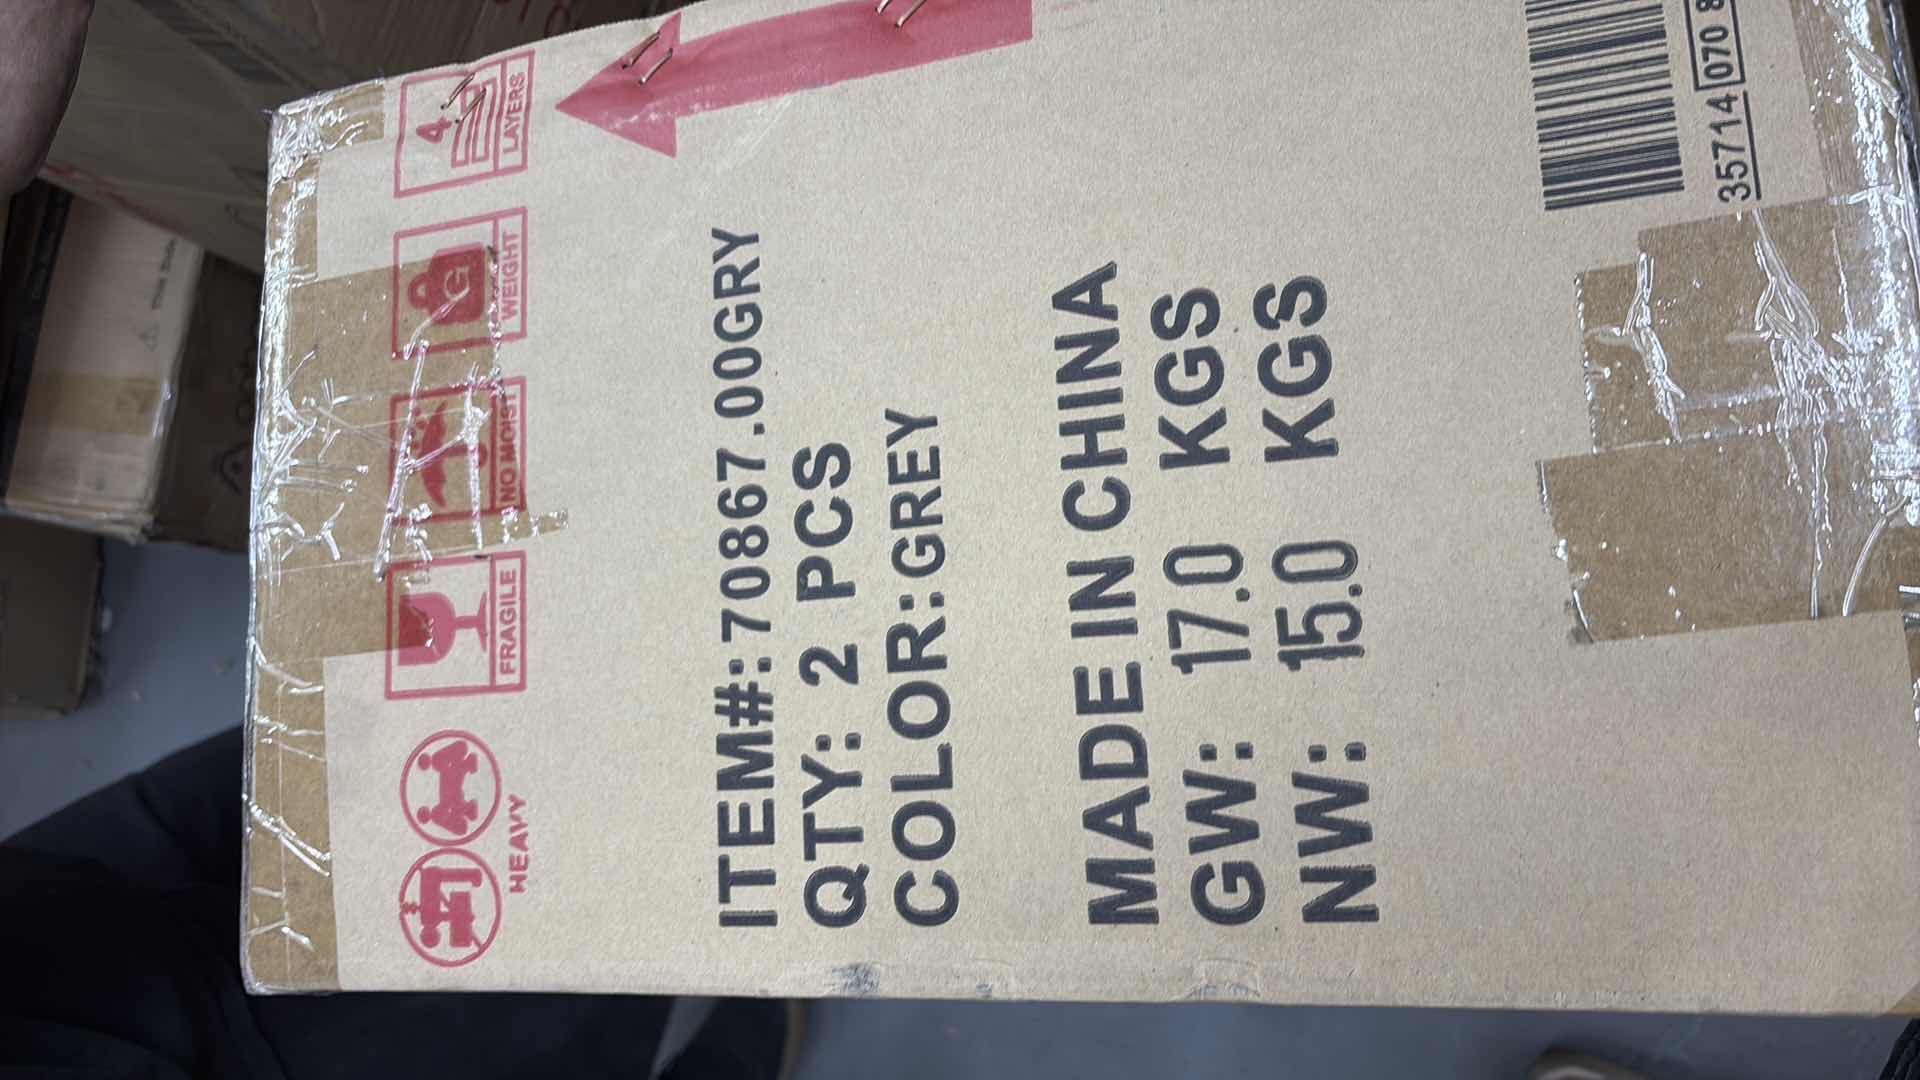 HEAVY
FRAGILE
NO MOIST
G
WEIGHT
4
LAYERS
ITEM#:70867.00GRY
QTY: 2 PCS
COLOR:GREY
MADE IN CHINA
GW: 17.0 KGS
NW: 15.0 KGS
35714 070 8